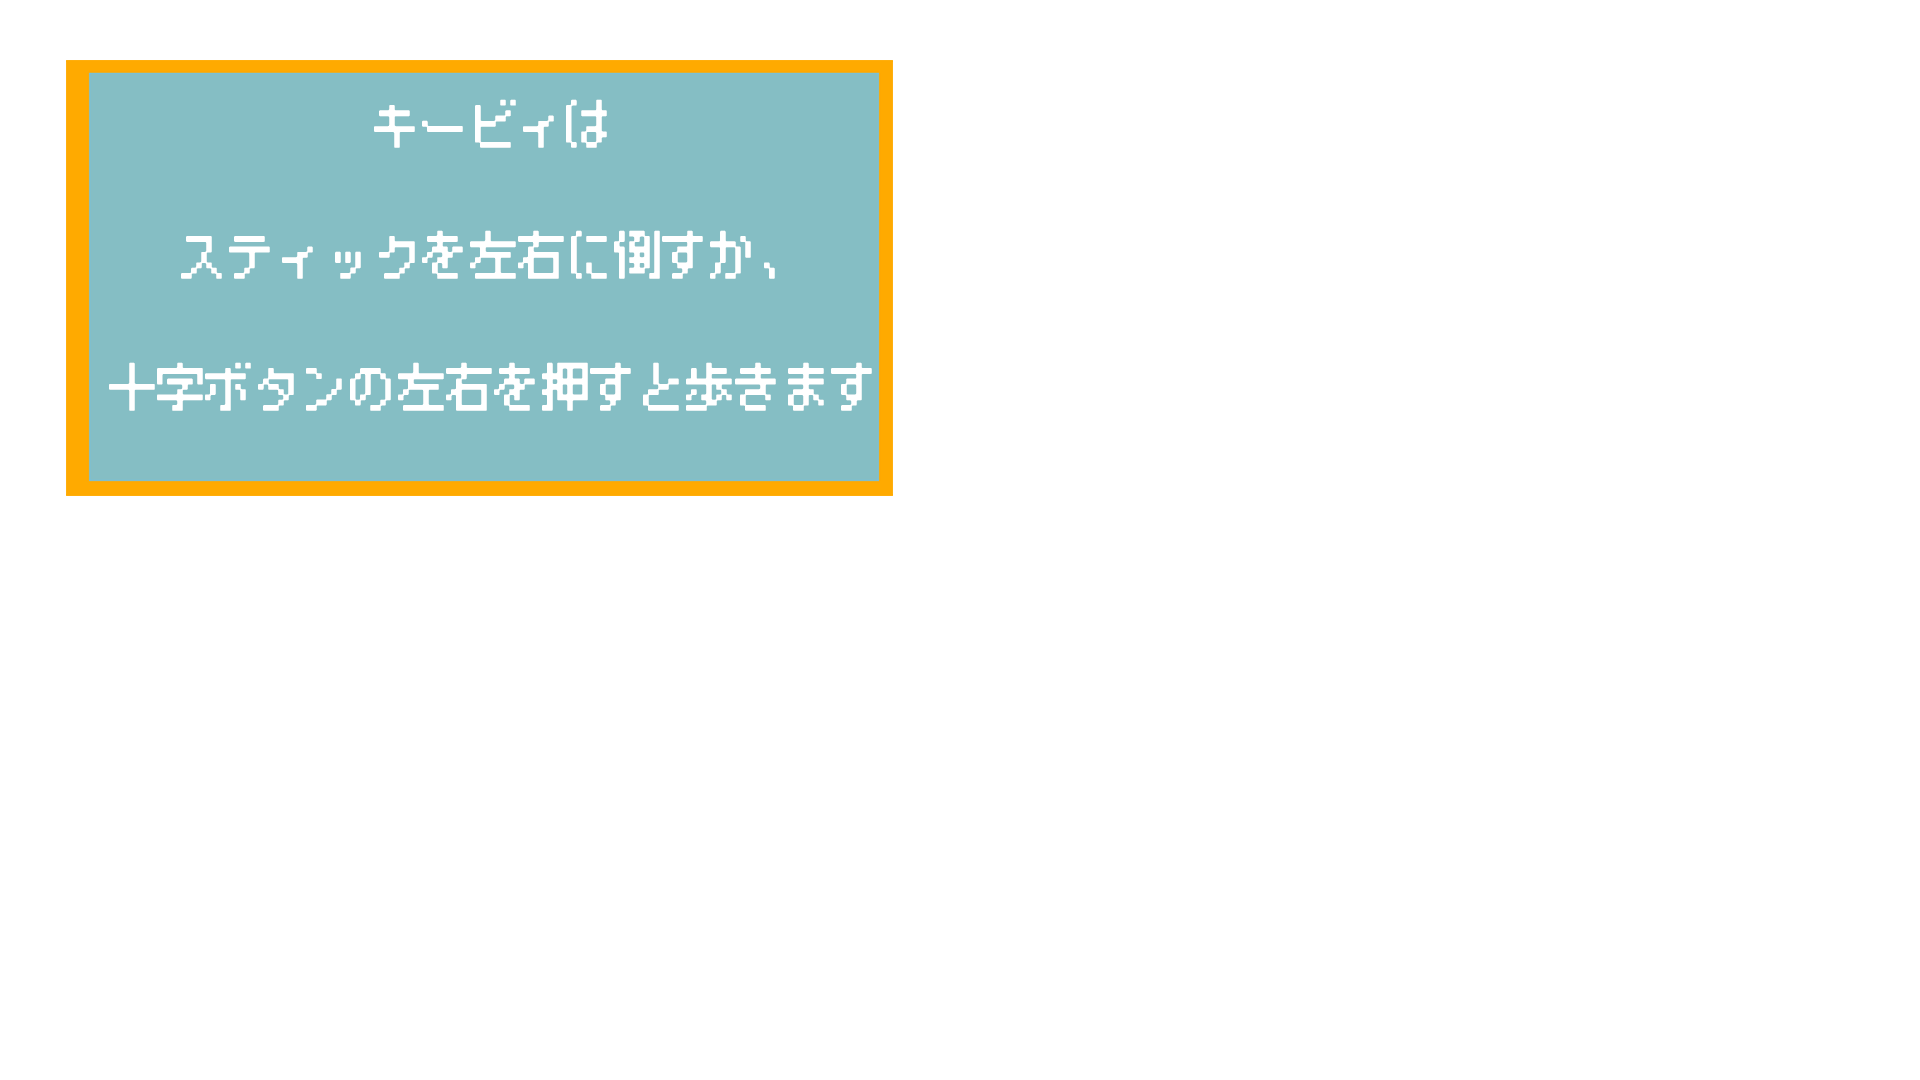 キービィは
スティックを左右に倒すか、
十字ボタンの左右を押すと歩きます